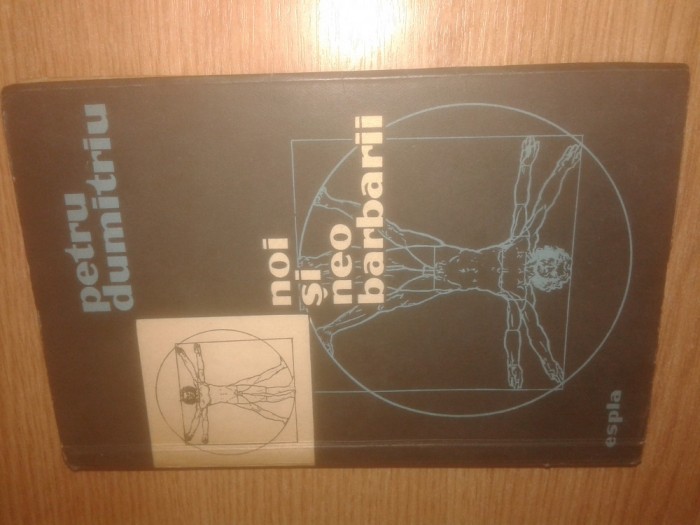 petru
dumitriu
noi
și
neo
barbarii
espla